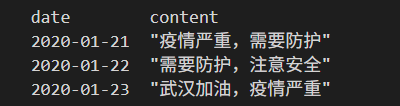 date content
2020-01-21 "疫情严重，需要防护"
2020-01-22 "需要防护，注意安全"
2020-01-23 "武汉加油，疫情严重"